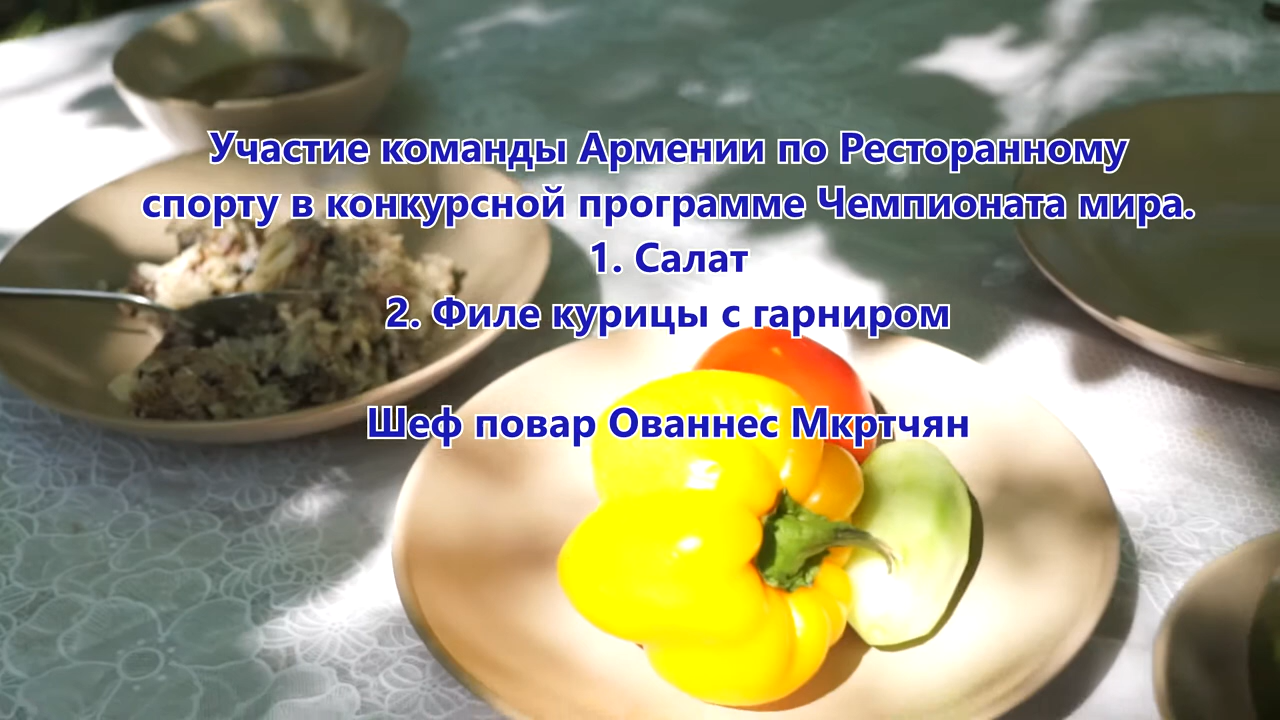 Участие команды Армении по Ресторанному
спорту в конкурсной программе Чемпионата мира.
1. Салат
2. Филе курицы с гарниром
Шеф повар Ованнес Мкртчян